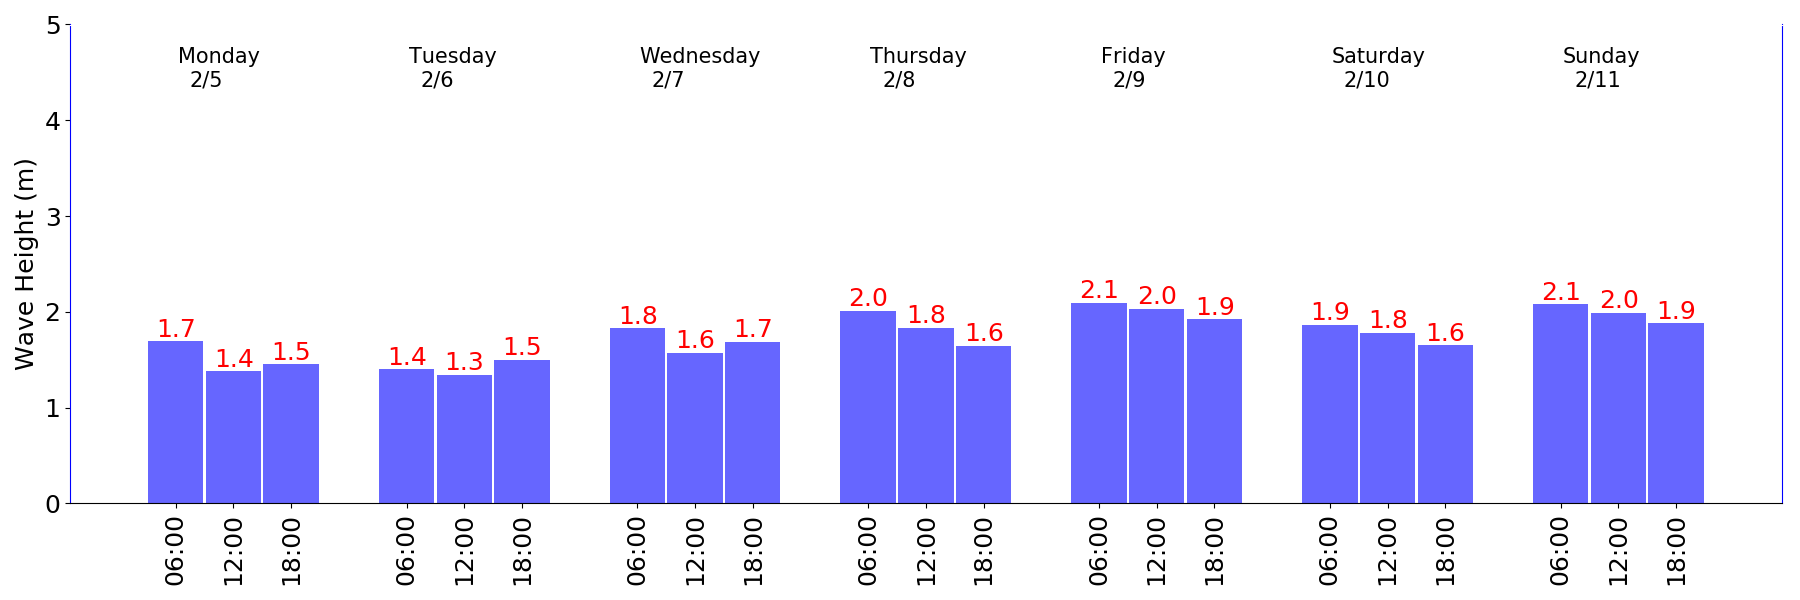 5
Monday Tuesday Wednesday Thursday Friday Saturday Sunday
2/5 2/6 2/7 2/8 2/9 2/10 2/11
4
3
2
1
0
Wave Height (m)
1.7 1.4 1.5 1.4 1.3 1.5 1.8 1.6 1.7 2.0 1.8 1.6 2.1 2.0 1.9 1.9 1.8 1.6 2.1 2.0 1.9
06:00 12:00 18:00 06:00 12:00 18:00 06:00 12:00 18:00 06:00 12:00 18:00 06:00 12:00 18:00 06:00 12:00 18:00 06:00 12:00 18:00